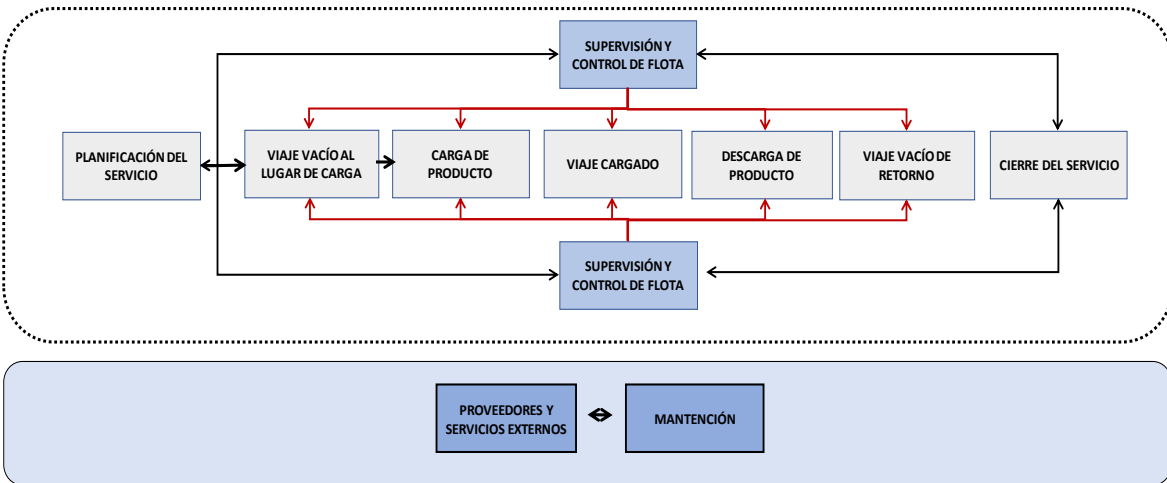 SUPERVISIÓN Y
CONTROL DE FLOTA
PLANIFICACIÓN DEL
SERVICIO
VIAJE VACÍO AL
LUGAR DE CARGA
CARGA DE
PRODUCTO
VIAJE CARGADO
DESCARGA DE
PRODUCTO
VIAJE VACÍO DE
RETORNO
CIERRE DEL SERVICIO
SUPERVISIÓN Y
CONTROL DE FLOTA
PROVEEDORES Y
SERVICIOS EXTERNOS
MANTENCIÓN